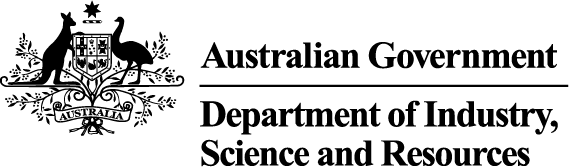 AUSTRALIA
Australian Government
Department of Industry,
Science and Resources